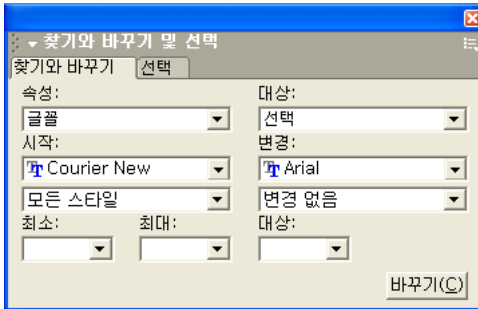 찾기와 바꾸기 및 선택
찾기와 바꾸기 선택
속성: 대상:
글꼴 선택
시작: 변경:
Courier New Arial
모든 스타일 변경 없음
최소: 최대: 대상:
바꾸기(C)